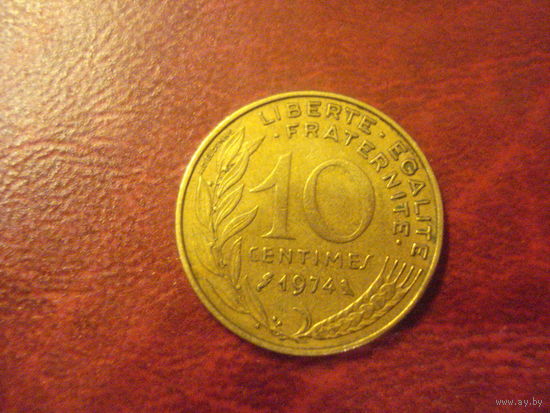 LIBERTE · EGALITE
· FRATERNITE ·
10
CENTIMES
1974
www.ay.by